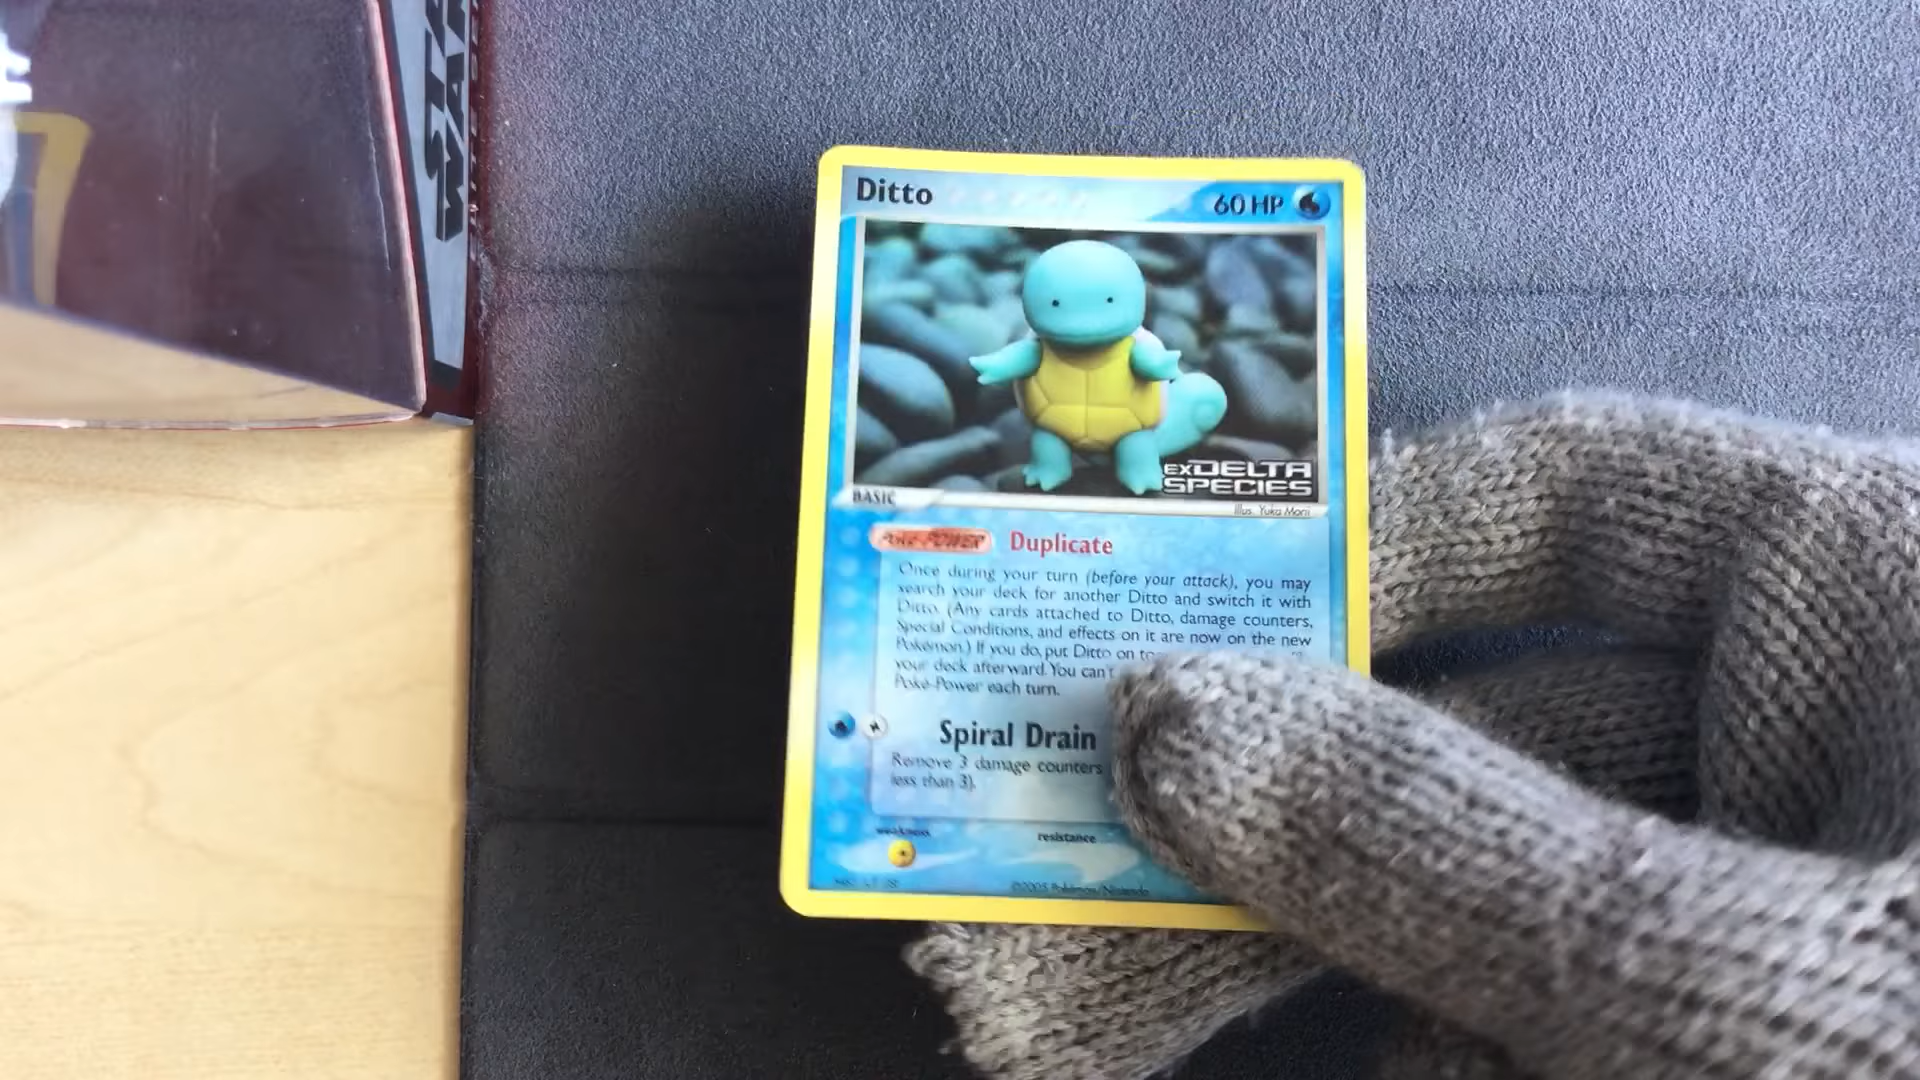 STAR
WARS
Ditto
60 HP
EX DELTA
SPECIES
BASIC
Illus. Yuka Morii
Poké-POWER Duplicate
Once during your turn (before your attack), you may
search your deck for another Ditto and switch it with
Ditto. (Any cards attached to Ditto, damage counters,
Special Conditions, and effects on it are now on the new
Pokémon.) If you do, put Ditto on
your deck afterward. You can't
Poké-Power each turn.
Spiral Drain
Remove 3 damage counters
less than 3).
weakness
resistance
©2005 Pokémon/Nintendo